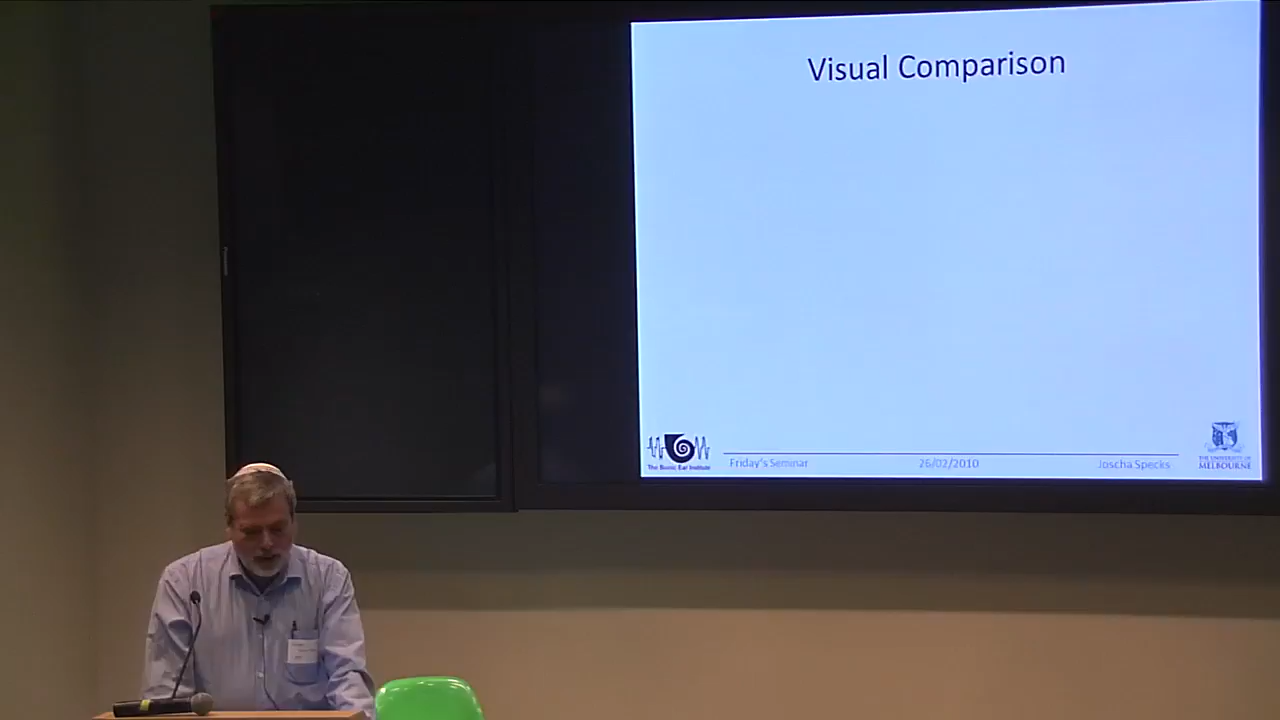 Visual Comparison
The Bionic Ear Institute
Friday's Seminar
26/02/2010
Joscha Specks
THE UNIVERSITY OF
MELBOURNE